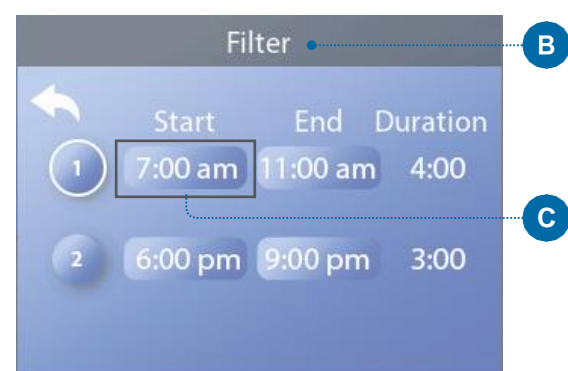 Filter
B
Start End Duration
1 7:00 am 11:00 am 4:00
C
2 6:00 pm 9:00 pm 3:00